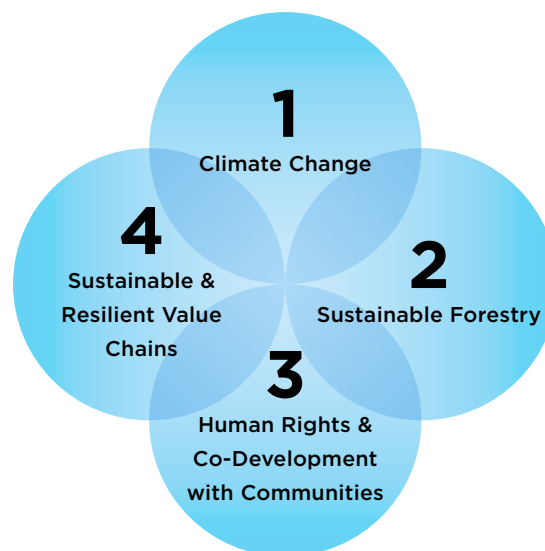 1
Climate Change
2
Sustainable Forestry
3
Human Rights &
Co-Development
with Communities
4
Sustainable &
Resilient Value
Chains